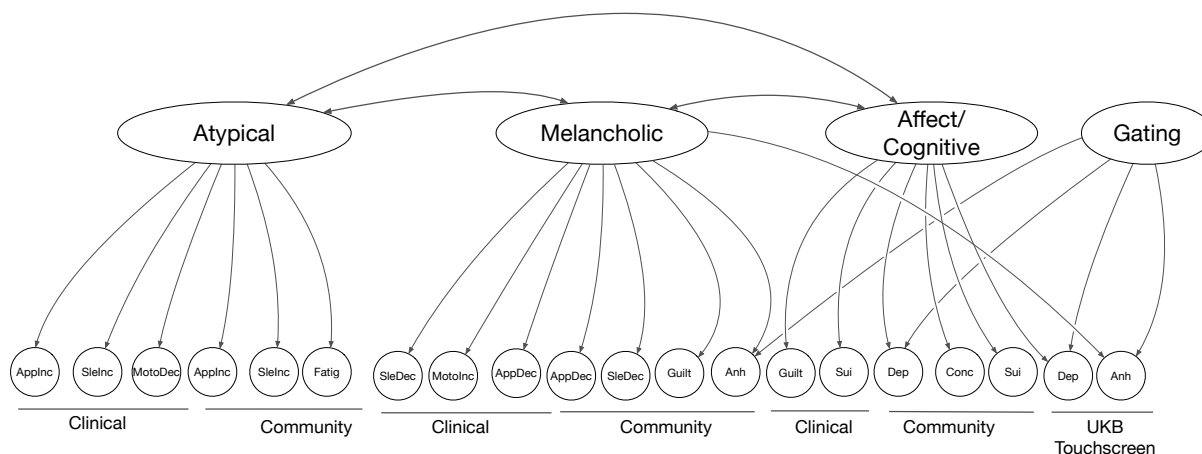 Atypical
Melancholic
Affect/
Cognitive
Gating
AppInc
SleInc
MotoDec
AppInc
SleInc
Fatig
SleDec
MotoInc
AppDec
AppDec
SleDec
Guilt
Anh
Guilt
Sui
Dep
Conc
Sui
Dep
Anh
Clinical
Community
Clinical
Community
Clinical
Community
UKB
Touchscreen